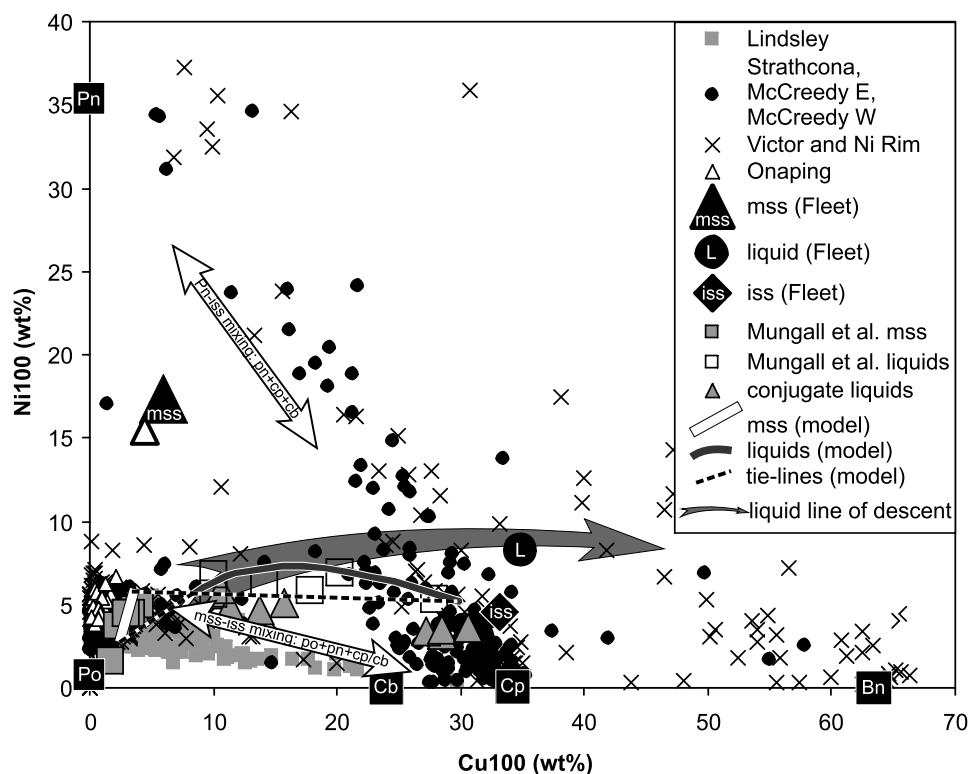 40
35
30
25
20
15
10
5
0
Ni100 (wt%)
0
10
20
30
40
50
60
70
Cu100 (wt%)
Pn
Po
Cb
Cp
Bn
mss
L
iss
Pn-iss mixing: pn+cp+cb
mss-iss mixing: po+pn+cp/cb
Lindsley
Strathcona,
McCreedy E,
McCreedy W
Victor and Ni Rim
Onaping
mss mss (Fleet)
L liquid (Fleet)
iss iss (Fleet)
Mungall et al. mss
Mungall et al. liquids
conjugate liquids
mss (model)
liquids (model)
tie-lines (model)
liquid line of descent